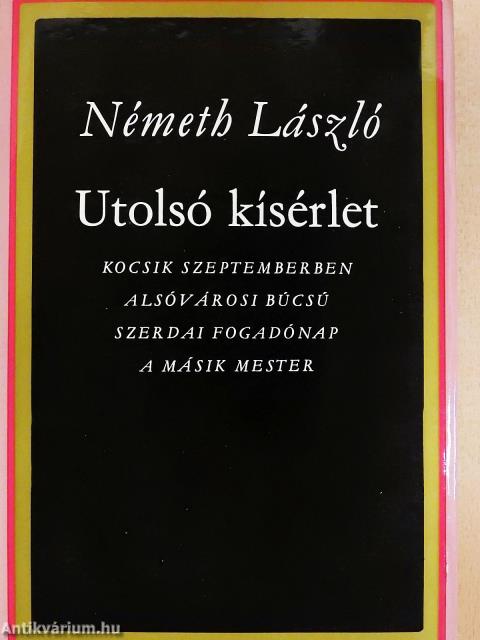 Németh László
Utolsó kísérlet
KOCSIK SZEPTEMBERBEN
ALSÓVÁROSI BÚCSÚ
SZERDAI FOGADÓNAP
A MÁSIK MESTER
Antikvárium.hu